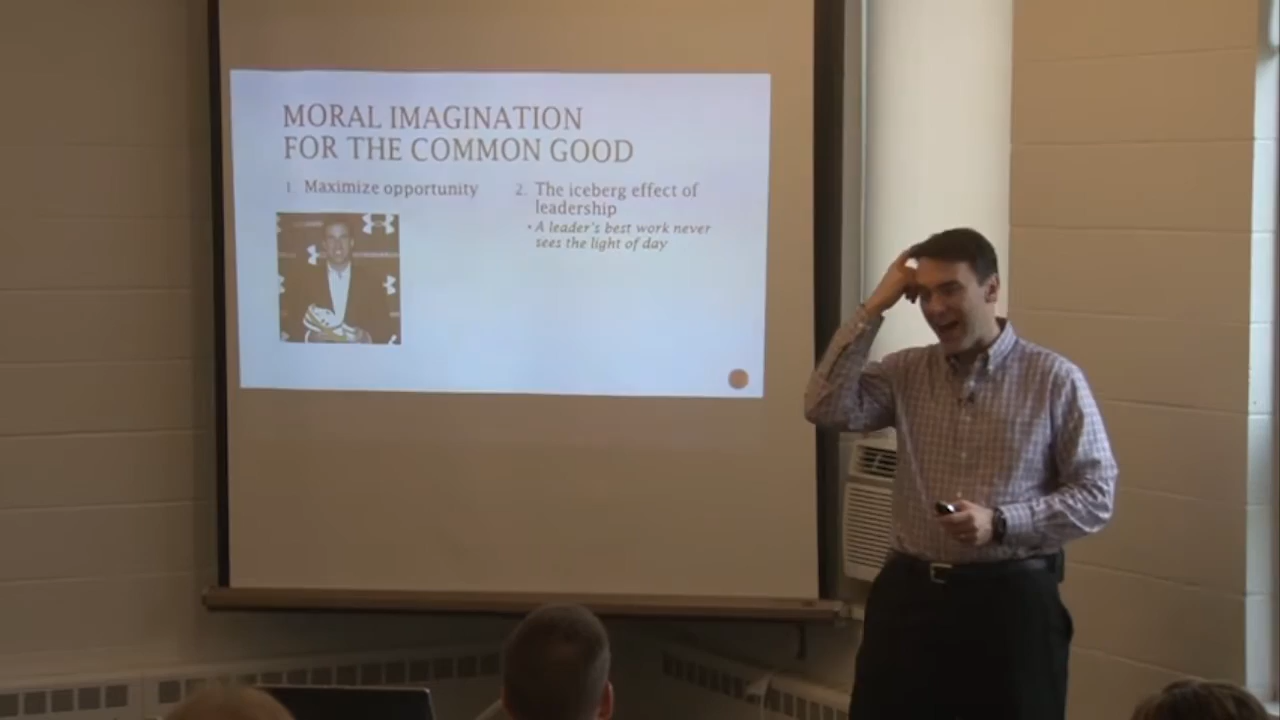 MORAL IMAGINATION
FOR THE COMMON GOOD
1. Maximize opportunity
2. The iceberg effect of
leadership
• A leader's best work never
sees the light of day